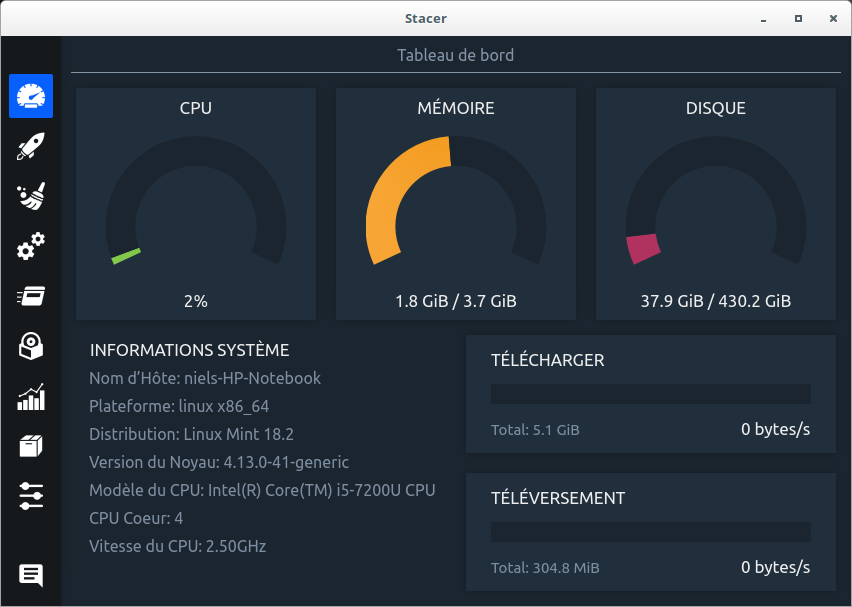 Stacer
Tableau de bord
CPU
2%
MÉMOIRE
1.8 GiB / 3.7 GiB
DISQUE
37.9 GiB / 430.2 GiB
INFORMATIONS SYSTÈME
Nom d’Hôte: niels-HP-Notebook
Plateforme: linux x86_64
Distribution: Linux Mint 18.2
Version du Noyau: 4.13.0-41-generic
Modèle du CPU: Intel(R) Core(TM) i5-7200U CPU
CPU Coeur: 4
Vitesse du CPU: 2.50GHz
TÉLÉCHARGER
Total: 5.1 GiB 0 bytes/s
TÉLÉVERSEMENT
Total: 304.8 MiB 0 bytes/s